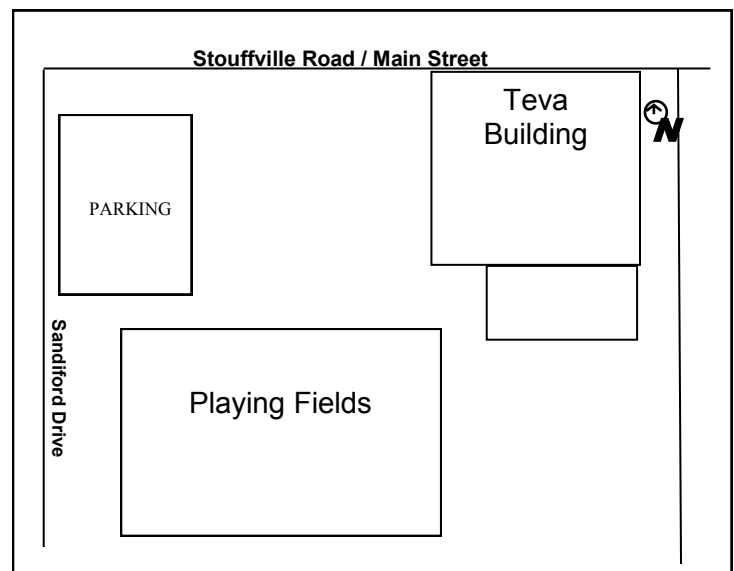 Stouffville Road / Main Street
Teva
Building
N
PARKING
Sandiford Drive
Playing Fields